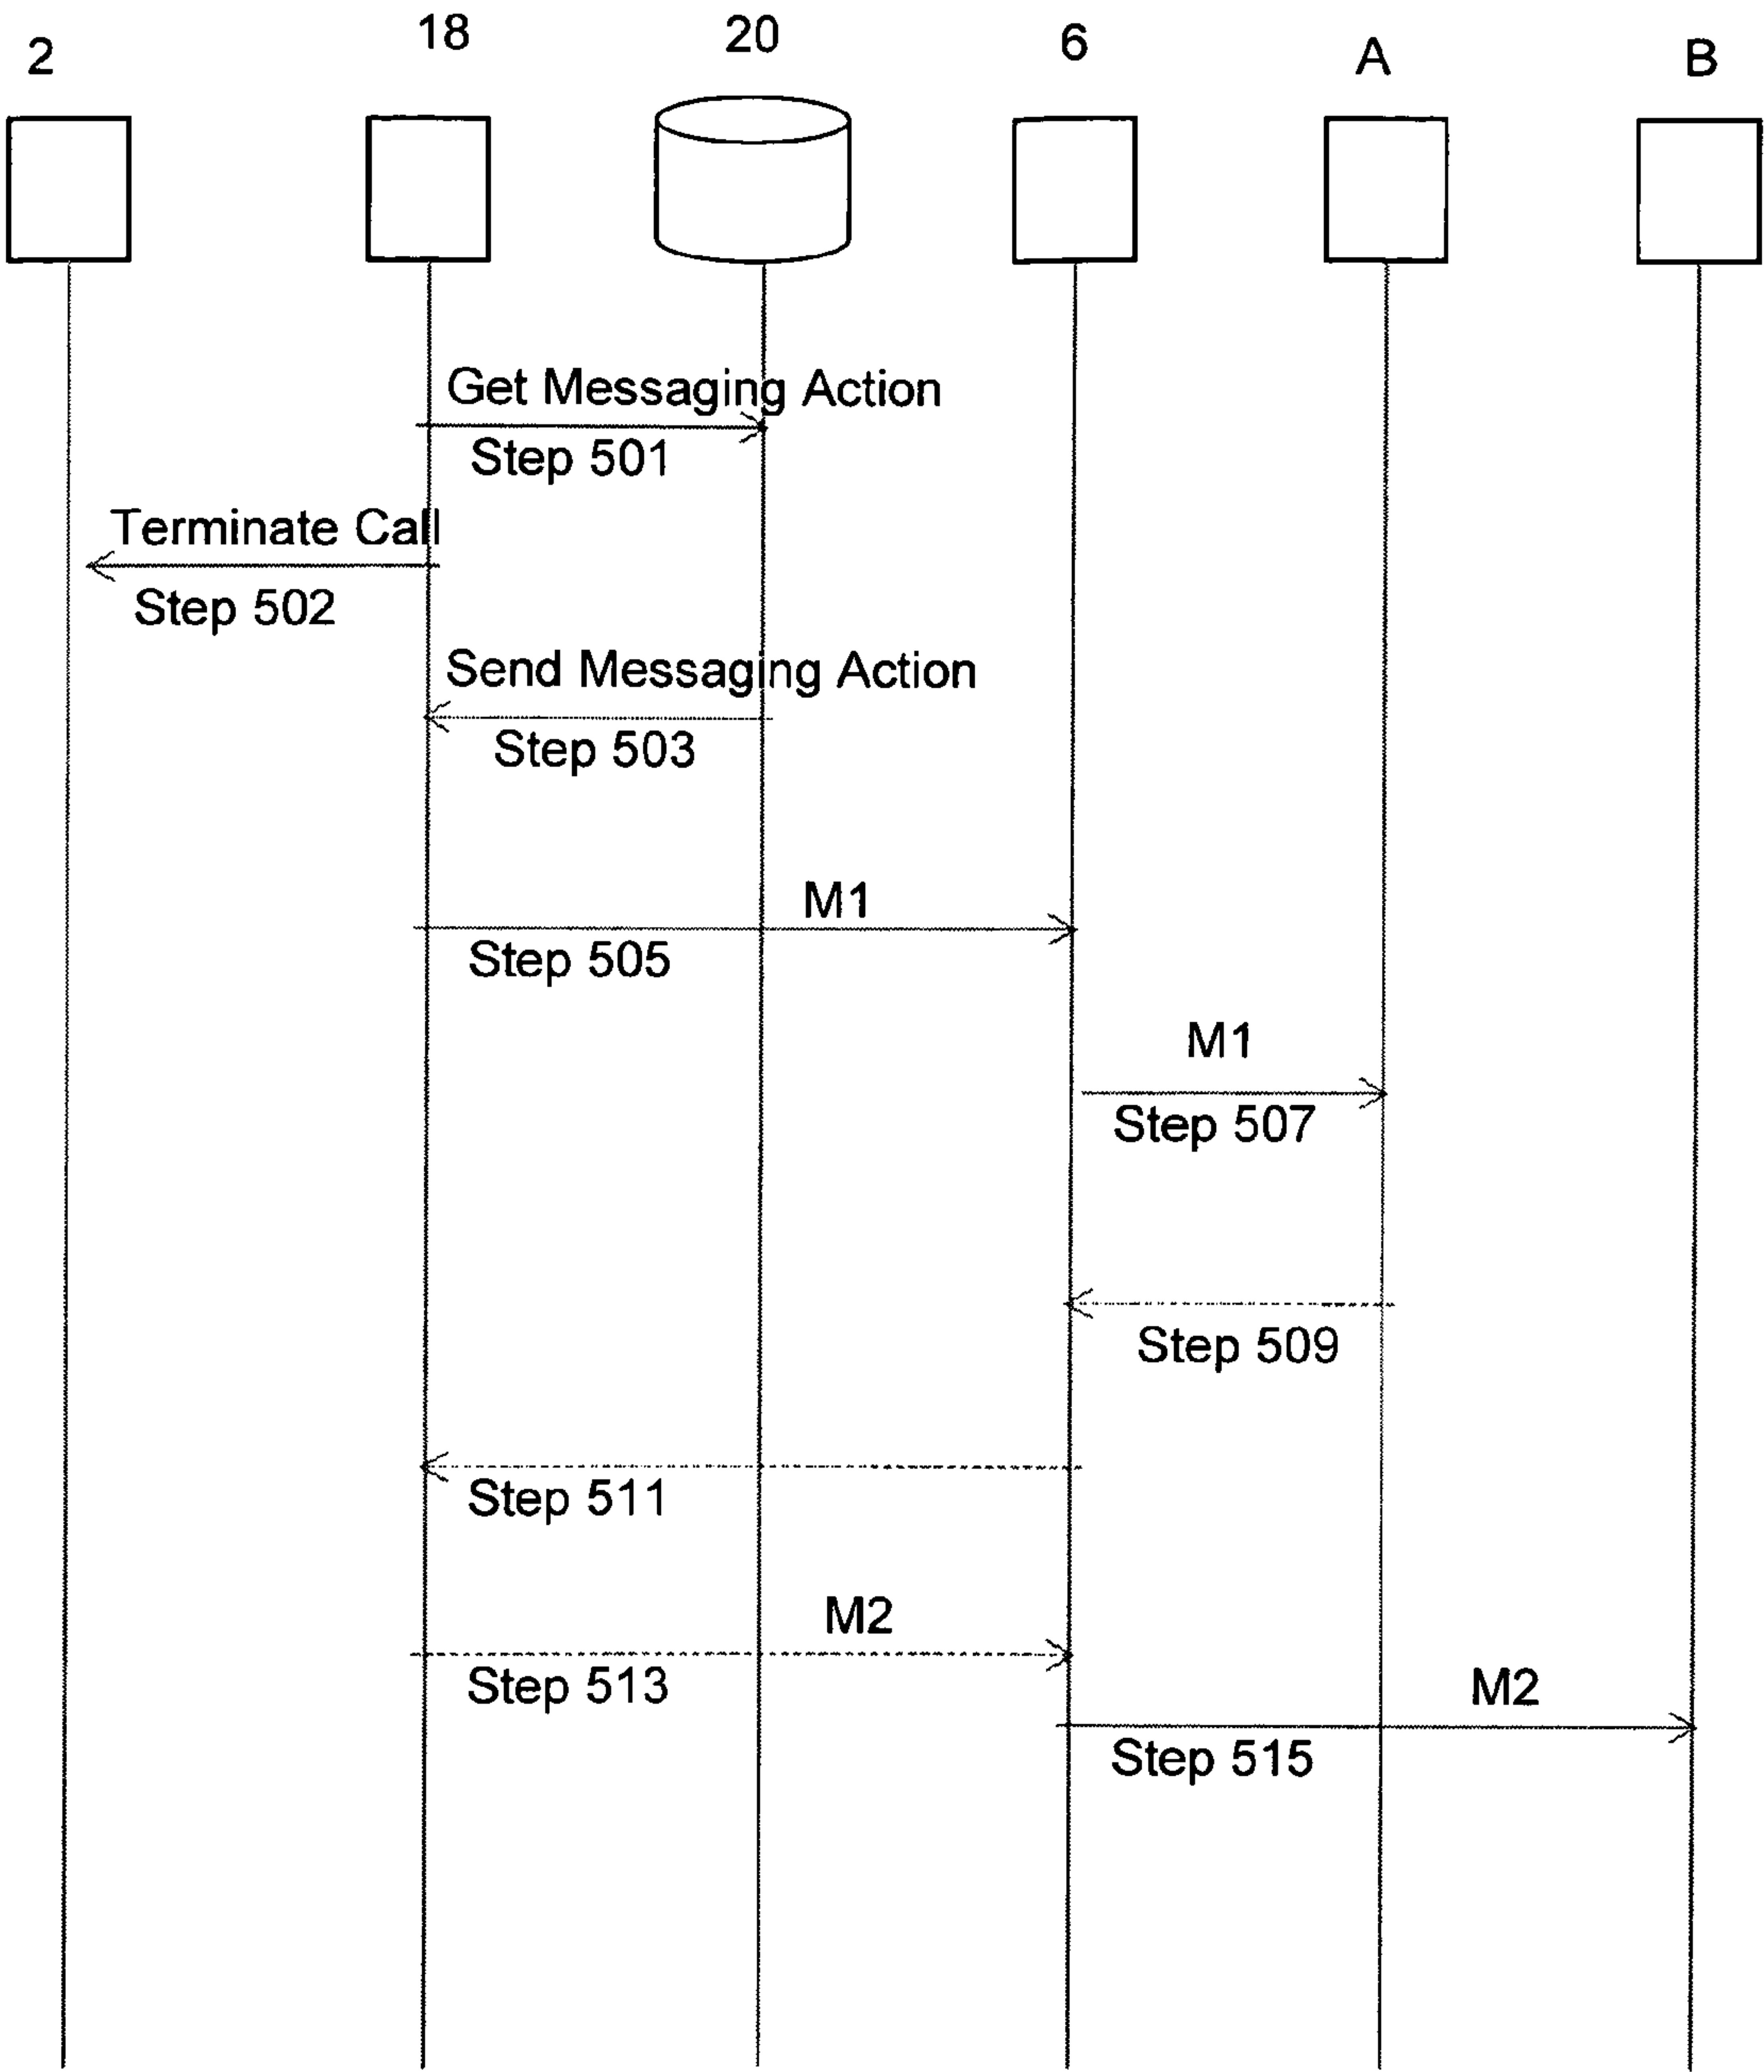 2
18
20
6
A
B
Get Messaging Action
Step 501
Terminate Call
Step 502
Send Messaging Action
Step 503
M1
Step 505
M1
Step 507
Step 509
Step 511
M2
Step 513
M2
Step 515